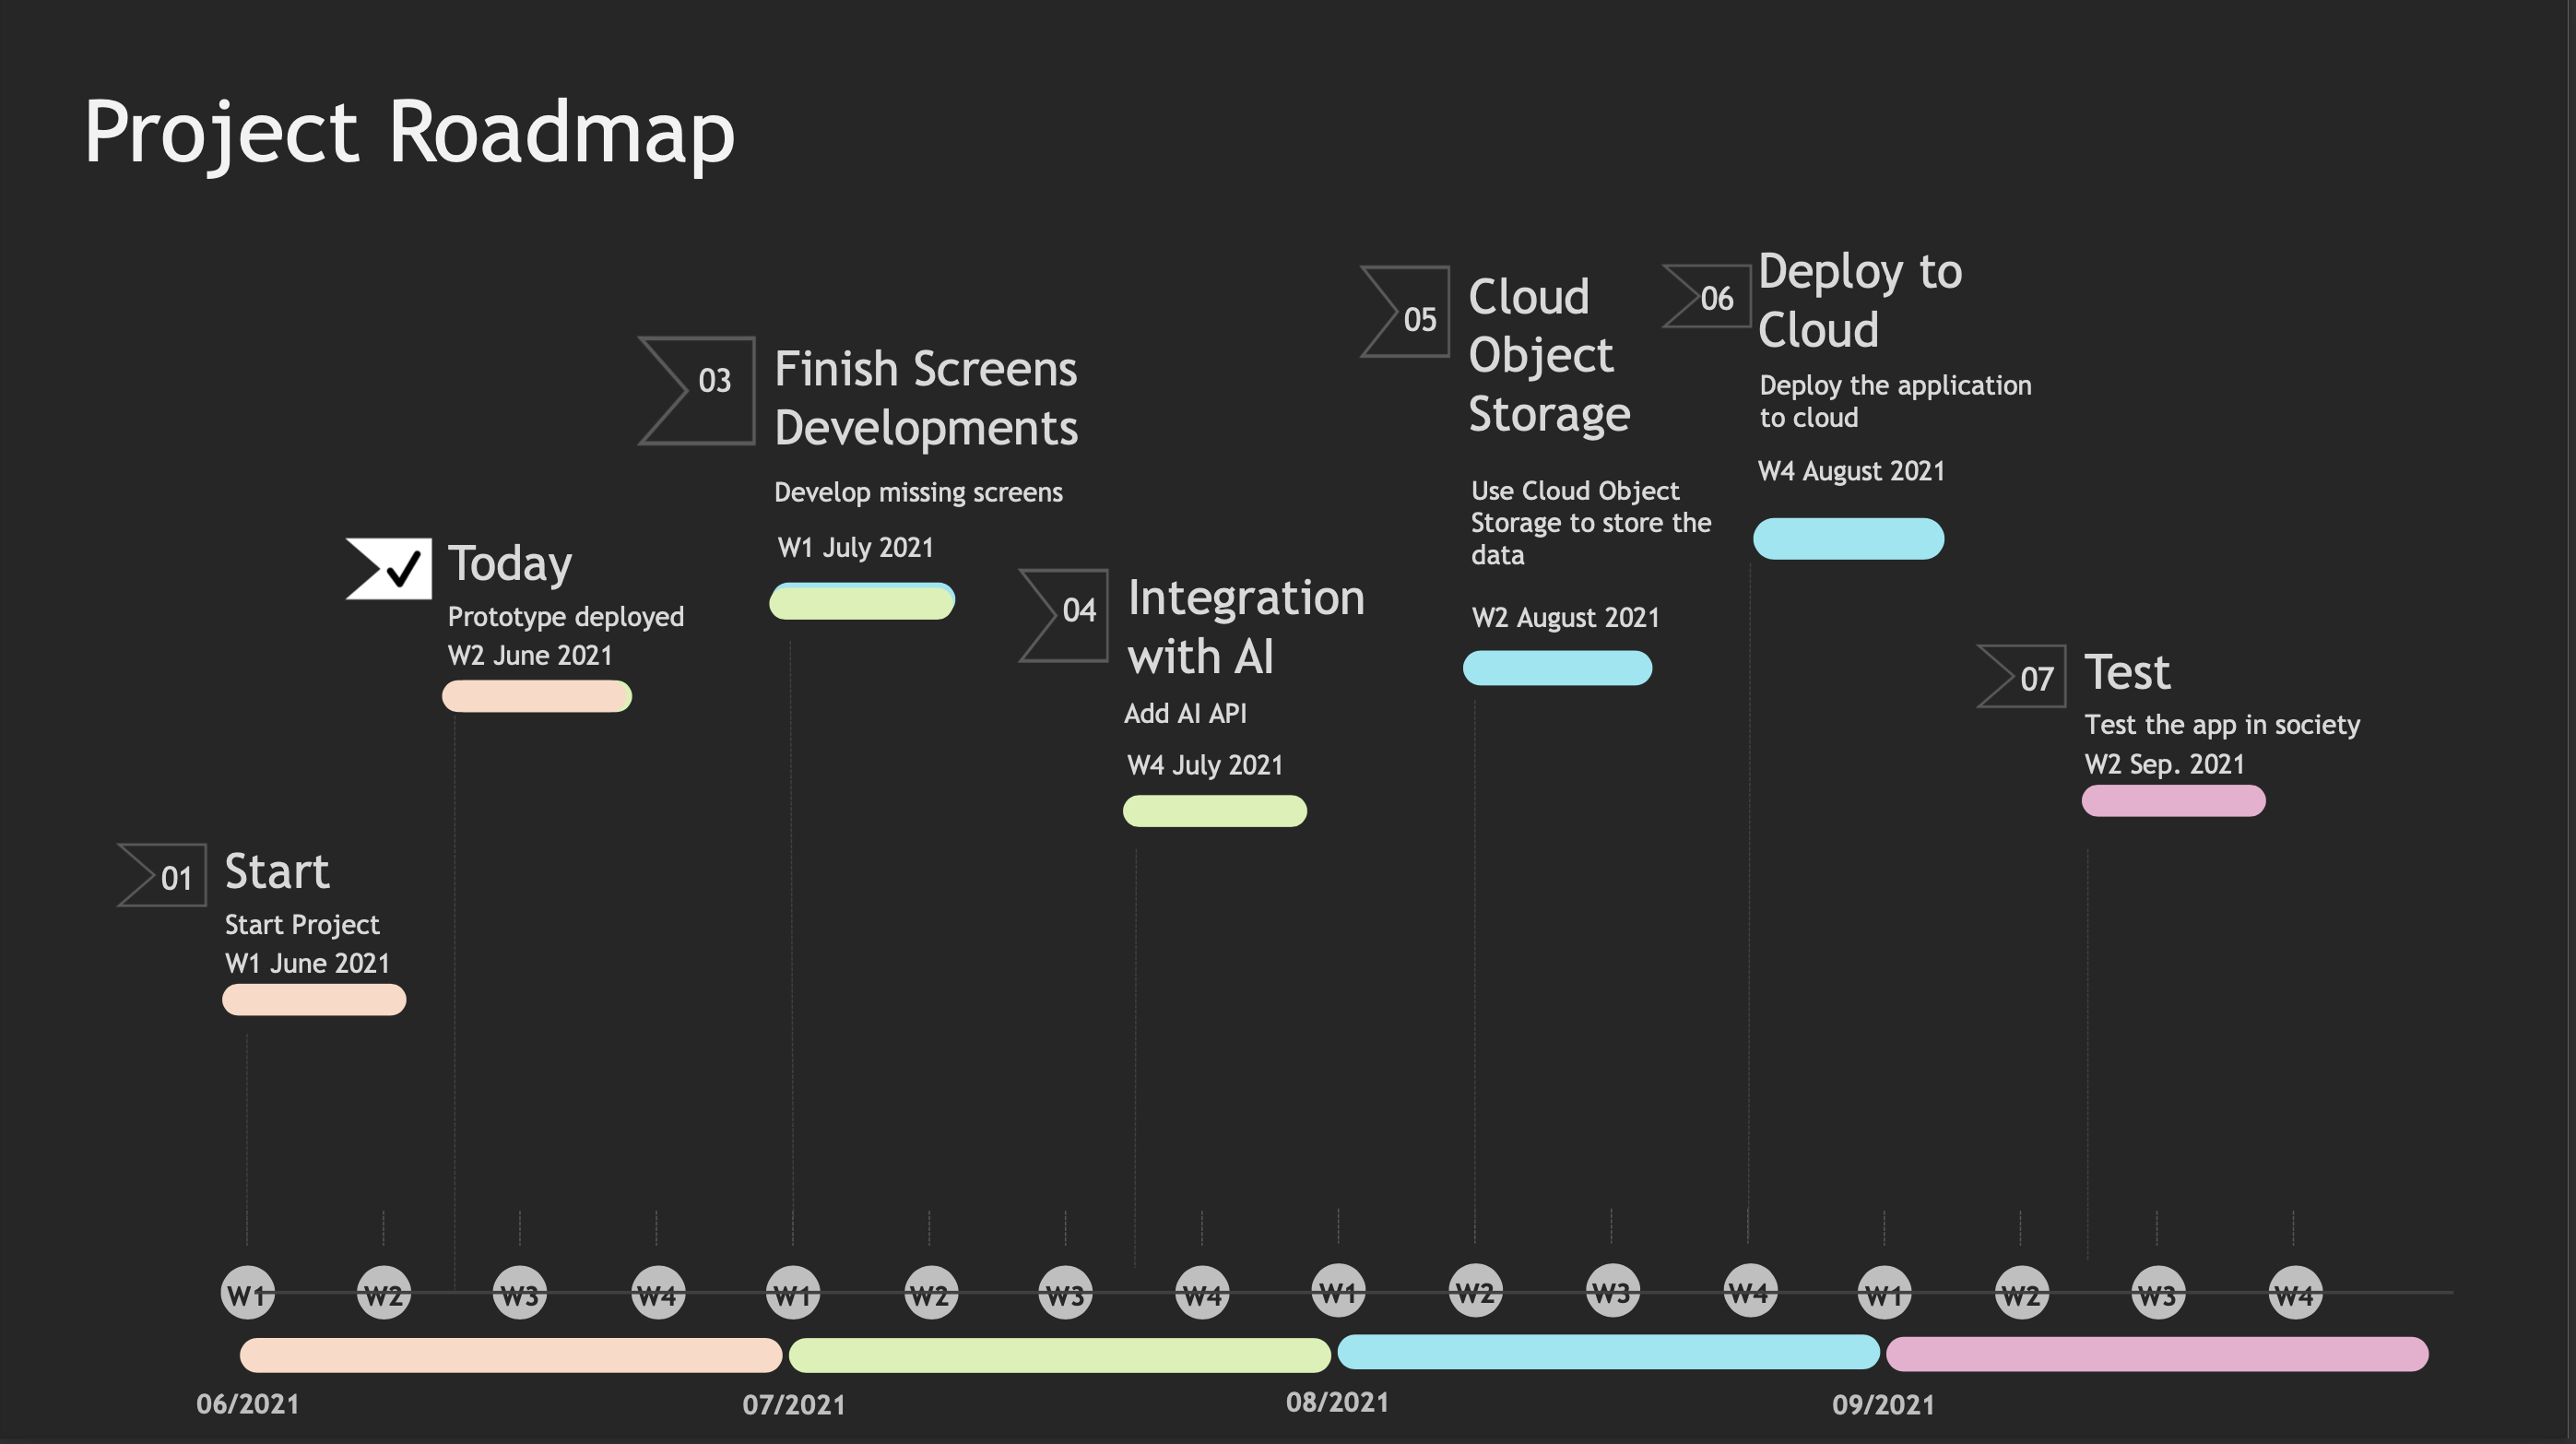 Project Roadmap
01
Start
Start Project
W1 June 2021
Today
Prototype deployed
W2 June 2021
03
Finish Screens
Developments
Develop missing screens
W1 July 2021
04
Integration
with AI
Add AI API
W4 July 2021
05
Cloud
Object
Storage
Use Cloud Object
Storage to store the
data
W2 August 2021
06
Deploy to
Cloud
Deploy the application
to cloud
W4 August 2021
07
Test
Test the app in society
W2 Sep. 2021
W1
W2
W3
W4
W1
W2
W3
W4
W1
W2
W3
W4
W1
W2
W3
W4
06/2021
07/2021
08/2021
09/2021